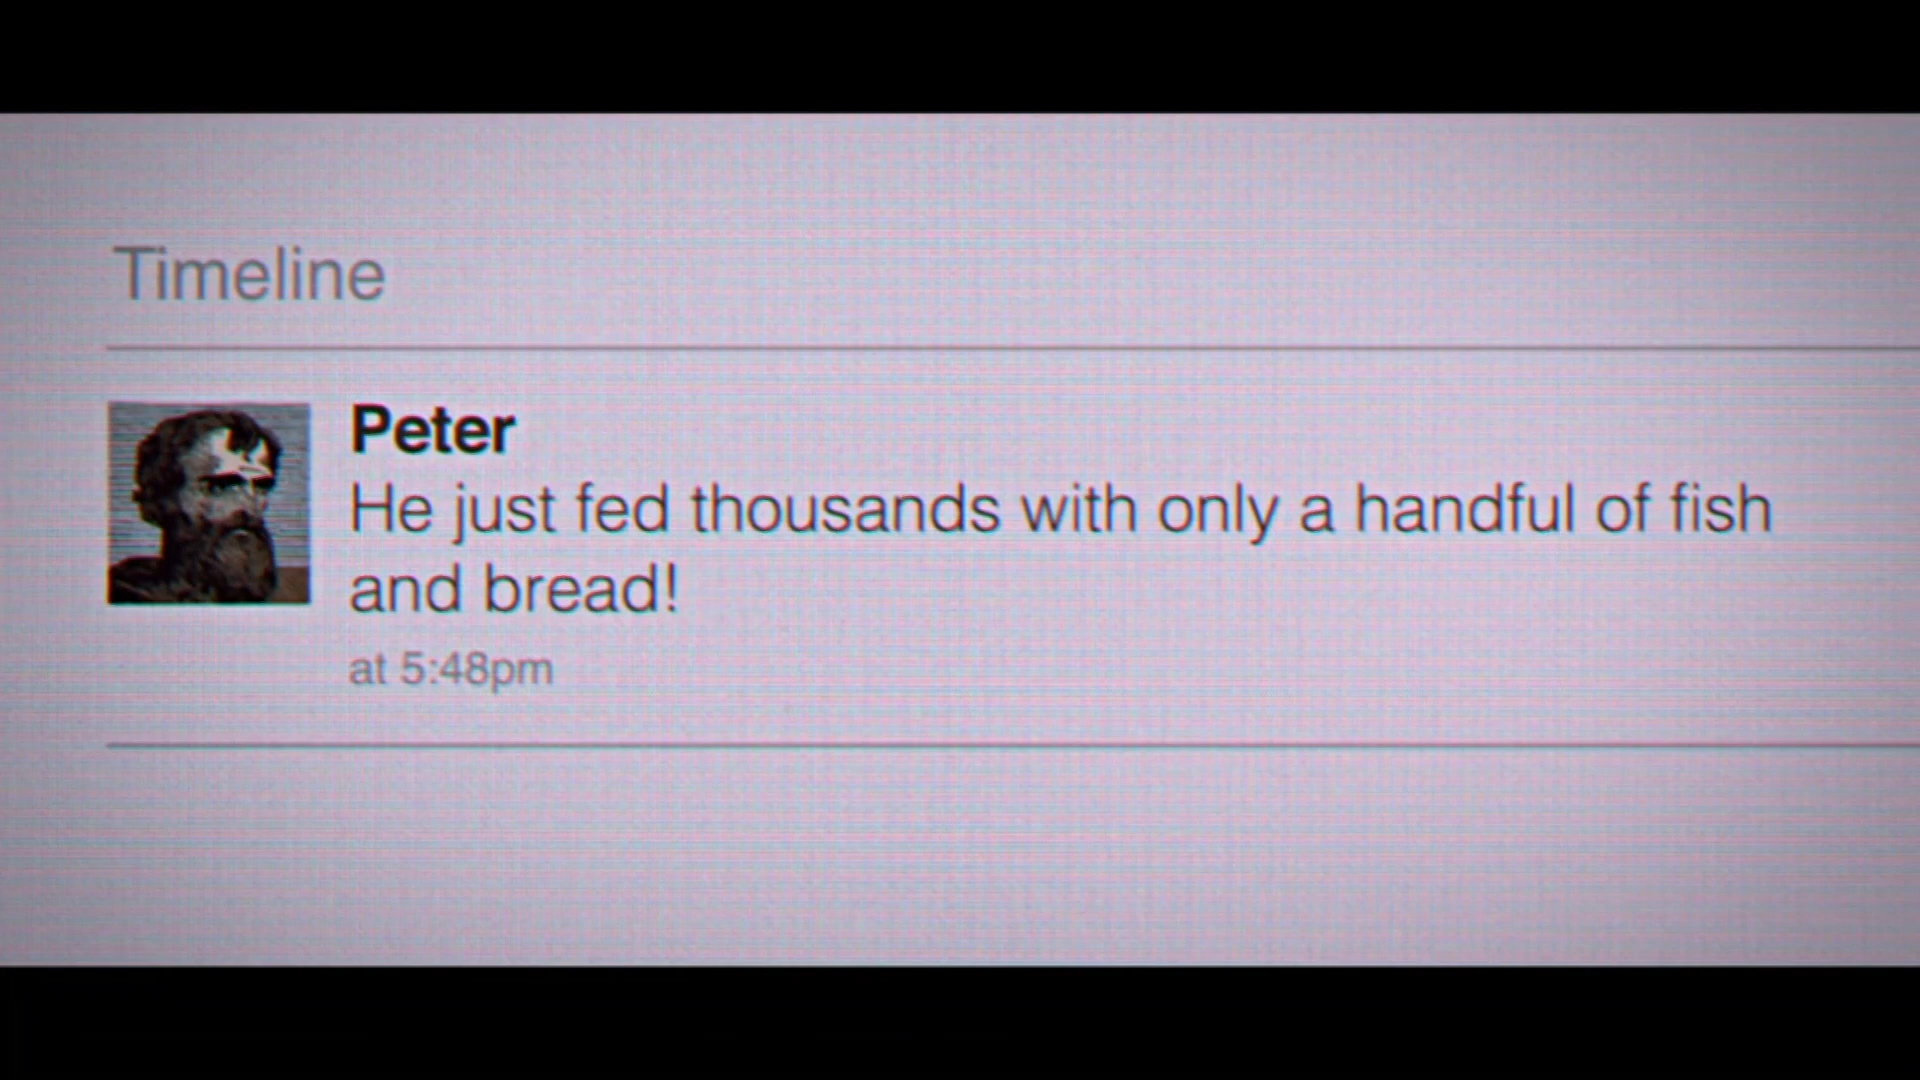 Timeline
Peter
He just fed thousands with only a handful of fish
and bread!
at 5:48pm